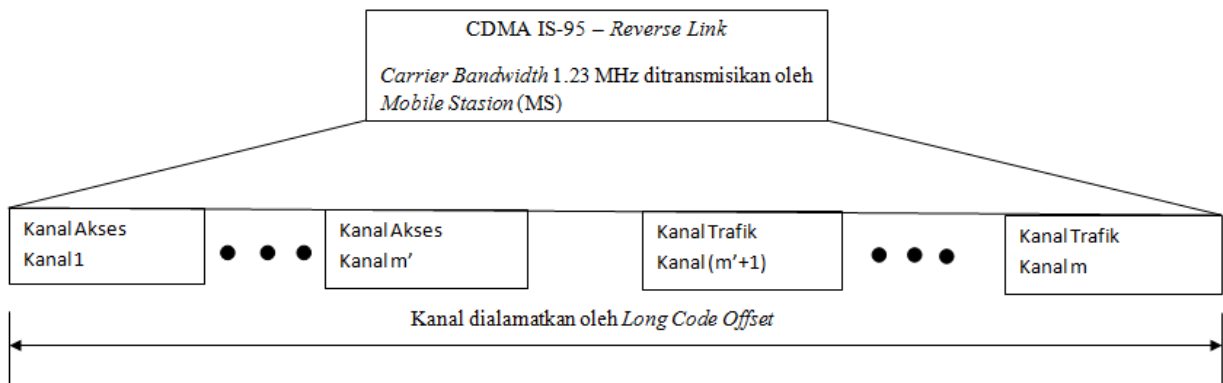 CDMA IS-95 – Reverse Link
Carrier Bandwidth 1.23 MHz ditransmisikan oleh
Mobile Stasion (MS)
Kanal Akses
Kanal 1
Kanal Akses
Kanal m’
Kanal Trafik
Kanal (m’+1)
Kanal Trafik
Kanal m
Kanal dialamatkan oleh Long Code Offset